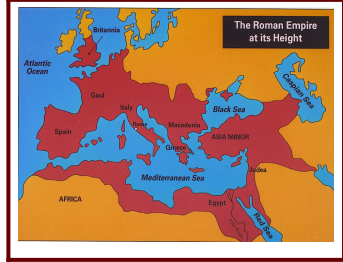 The Roman Empire
at its Height
Britannia
Atlantic
Ocean
Gaul
Italy
Rome
Spain
Macedonia
Greece
Black Sea
Caspian Sea
ASIA MINOR
Mediterranean Sea
Judea
AFRICA
Egypt
Red Sea